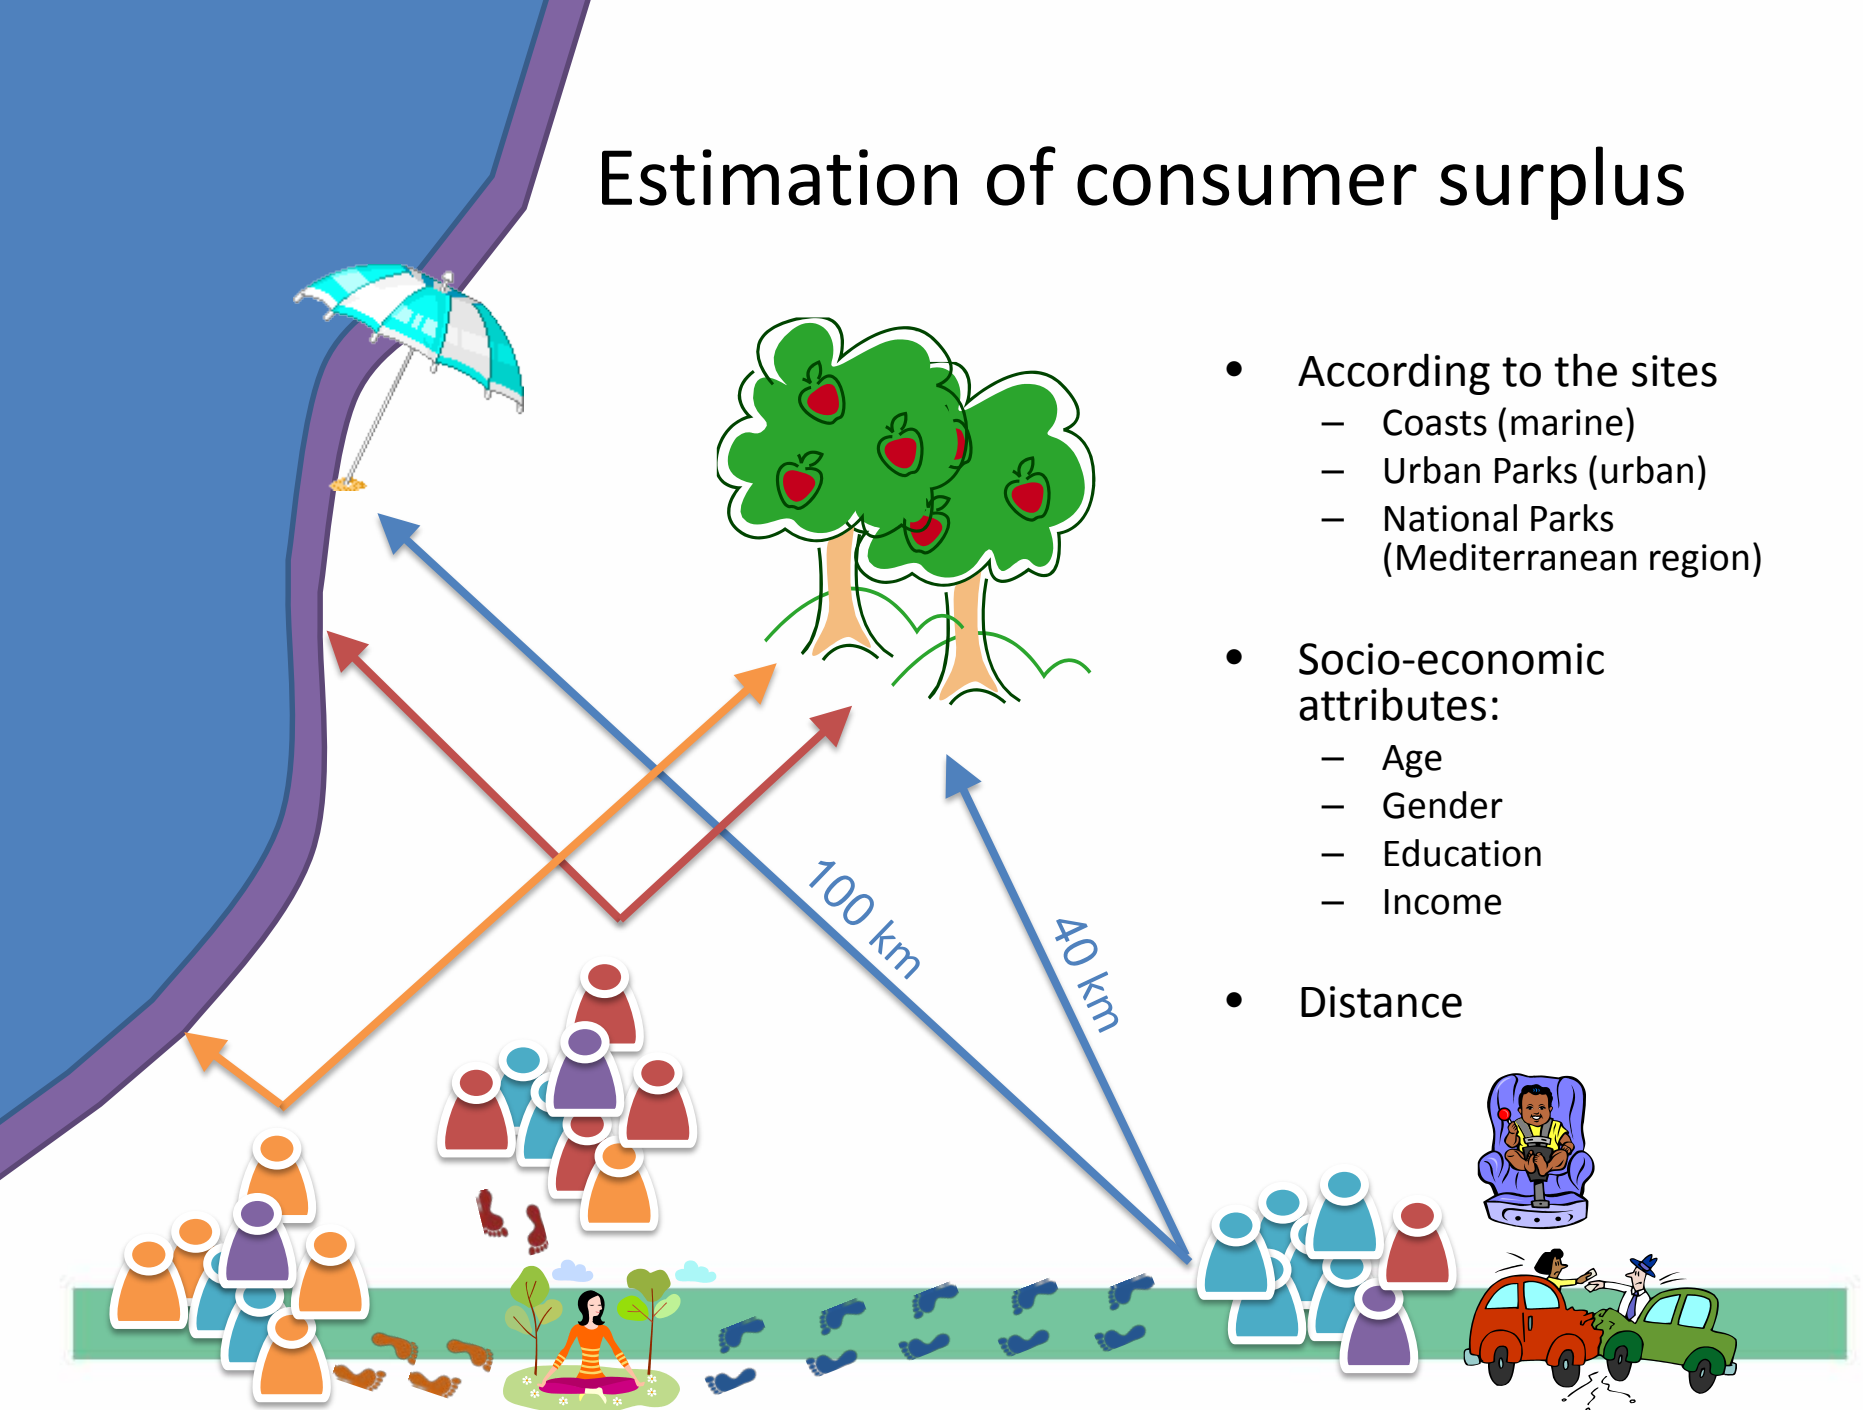 Estimation of consumer surplus
• According to the sites
– Coasts (marine)
– Urban Parks (urban)
– National Parks
(Mediterranean region)
• Socio-economic
attributes:
– Age
– Gender
– Education
– Income
• Distance
100 km
40 km